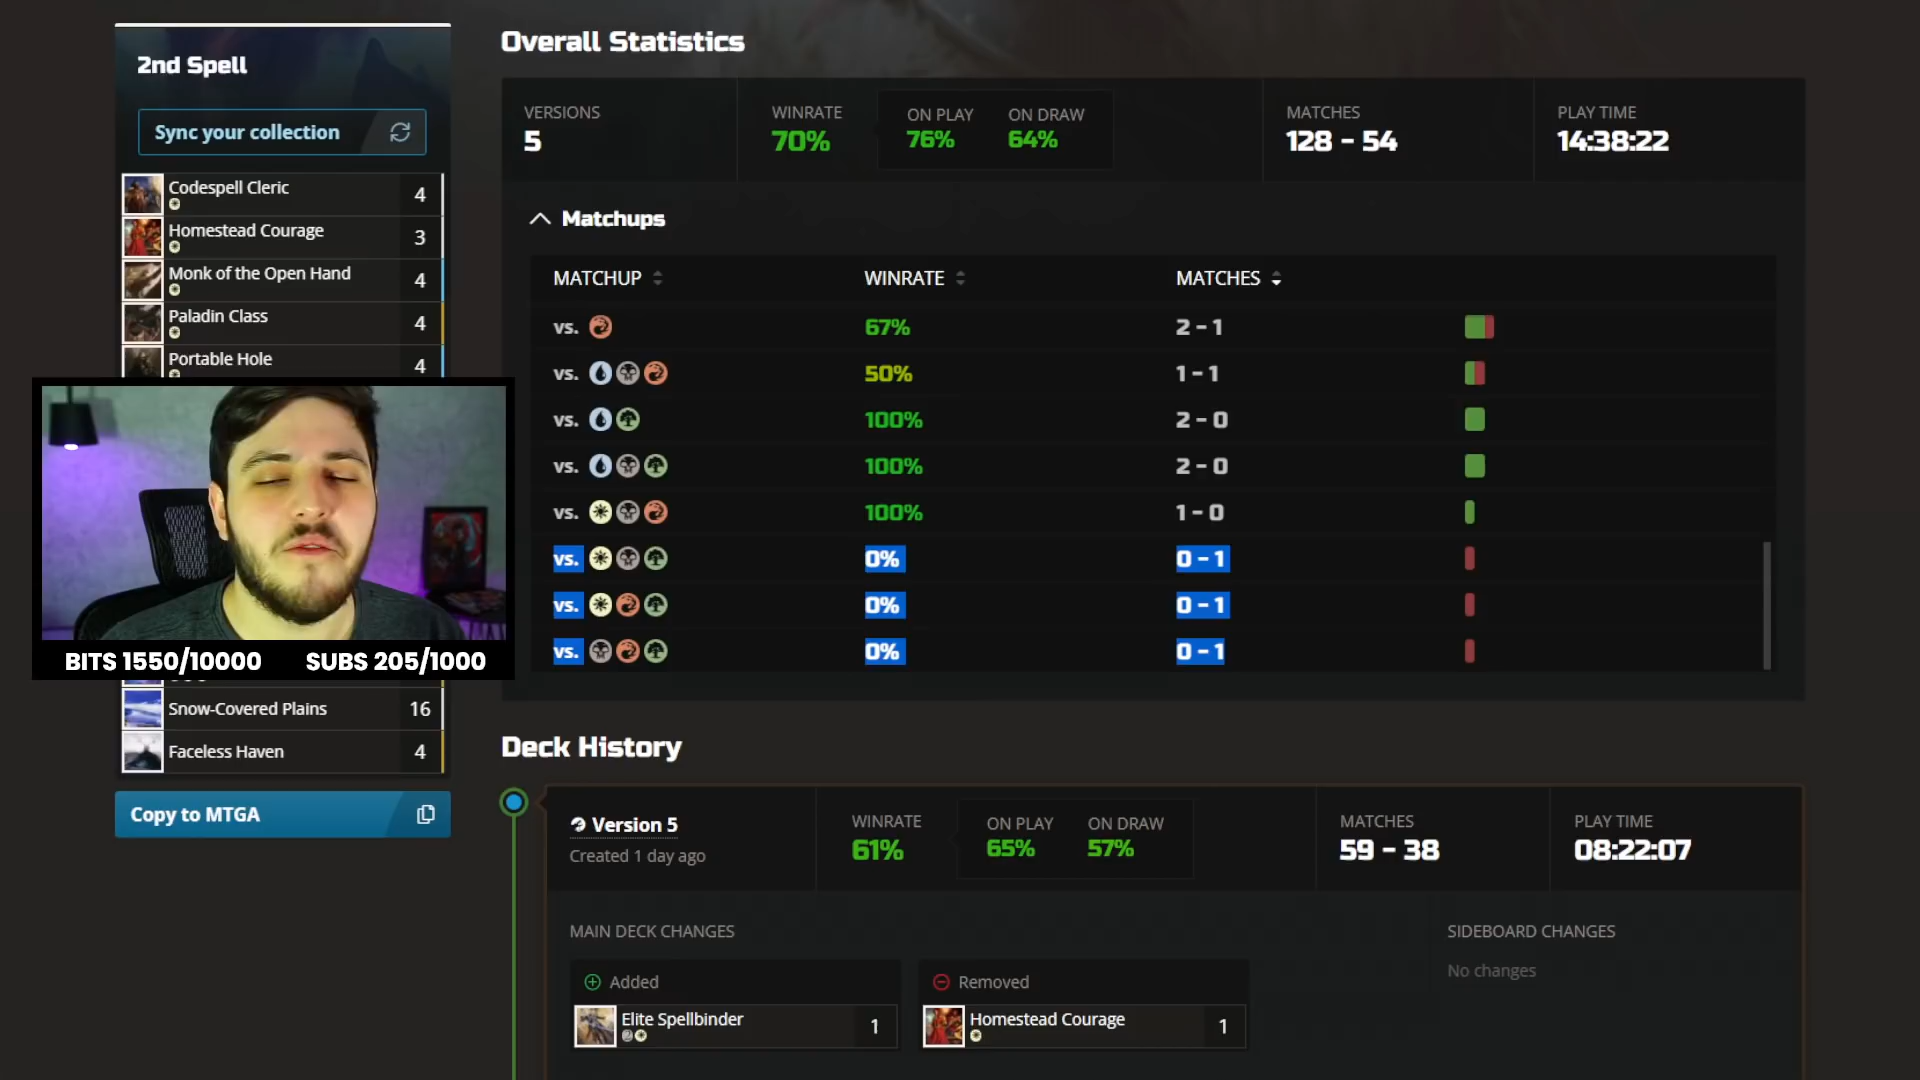 2nd Spell
Sync your collection
Codespell Cleric 4
Homestead Courage 3
Monk of the Open Hand 4
Paladin Class 4
Portable Hole 4
BITS 1550/10000 SUBS 205/1000
Snow-Covered Plains 16
Faceless Haven 4
Copy to MTGA
Overall Statistics
VERSIONS WINRATE ON PLAY ON DRAW MATCHES PLAY TIME
5 70% 76% 64% 128 - 54 14:38:22
Matchups
MATCHUP WINRATE MATCHES
vs. 67% 2 - 1
vs. 50% 1 - 1
vs. 100% 2 - 0
vs. 100% 2 - 0
vs. 100% 1 - 0
vs. 0% 0 - 1
vs. 0% 0 - 1
vs. 0% 0 - 1
Deck History
Version 5
Created 1 day ago
WINRATE ON PLAY ON DRAW MATCHES PLAY TIME
61% 65% 57% 59 - 38 08:22:07
MAIN DECK CHANGES
Added
Elite Spellbinder 1
2
Removed
Homestead Courage 1
SIDEBOARD CHANGES
No changes